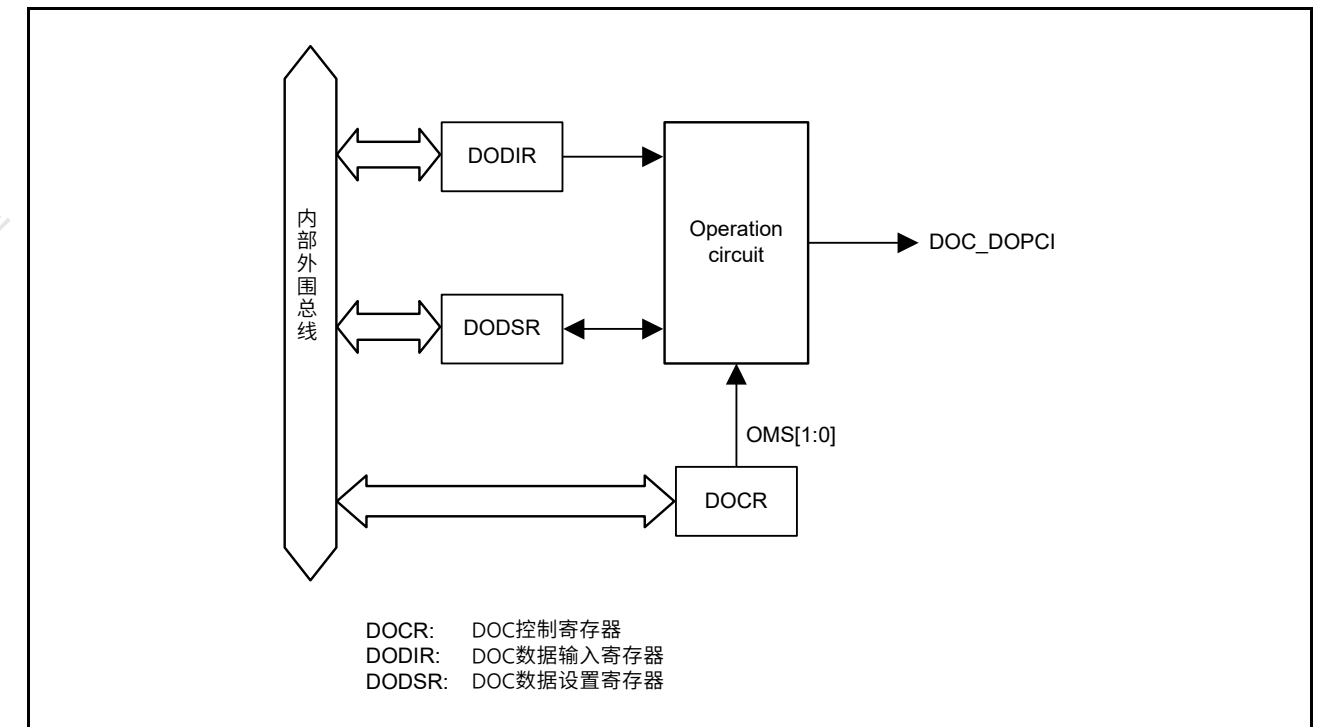 DODIR
Operation
circuit
DOC_DOPCI
内部外围总线
DODSR
OMS[1:0]
DOCR
DOCR: DOC控制寄存器
DODIR: DOC数据输入寄存器
DODSR: DOC数据设置寄存器